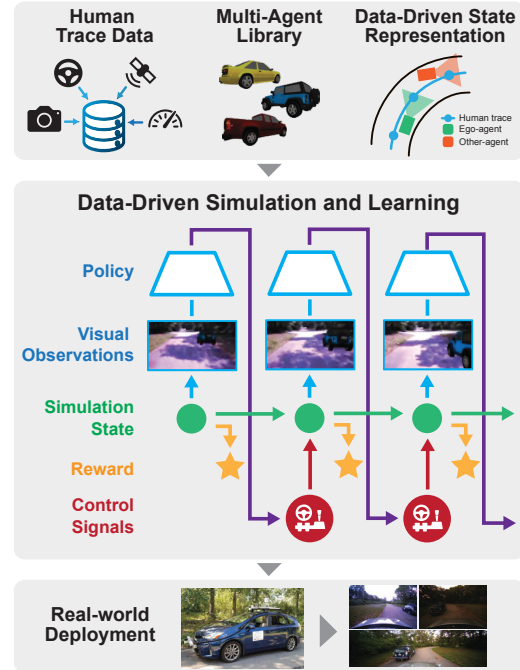 Human
Trace Data
Multi-Agent
Library
Data-Driven State
Representation
Human trace
Ego-agent
Other-agent
Data-Driven Simulation and Learning
Policy
Visual
Observations
Simulation
State
Reward
Control
Signals
Real-world
Deployment